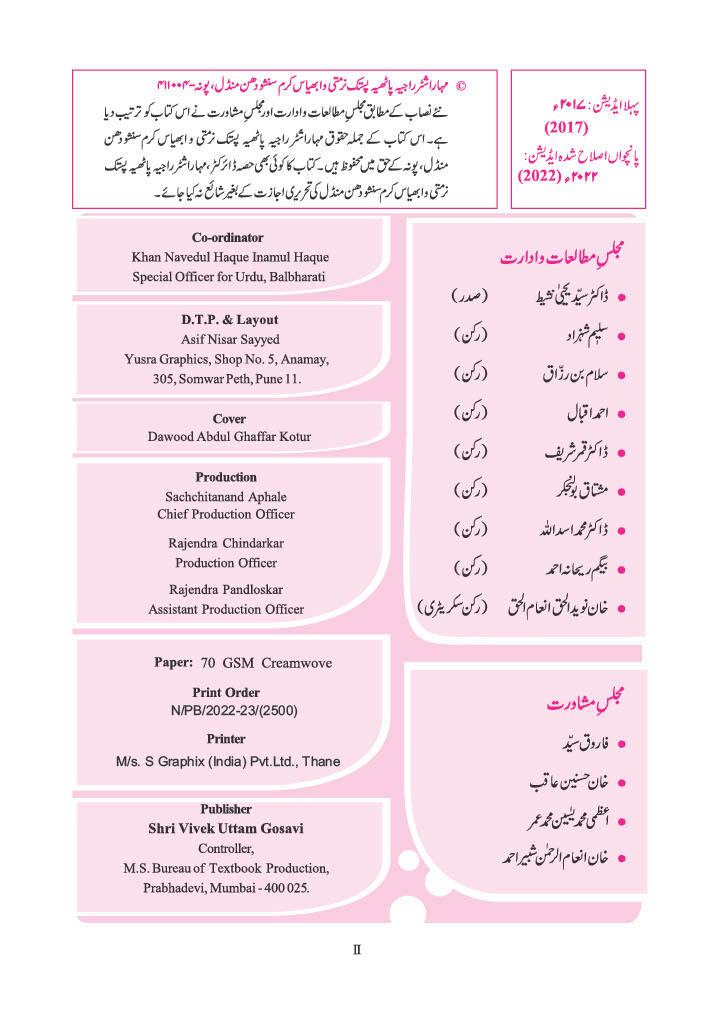 © مہاراشٹر راجیہ پاٹھیہ پستک نرمتی و ابھیاس کرم سنشودھن منڈل، پونہ-۴۱۱۰۰۴
نئے نصاب کے مطابق مجلسِ مطالعات و ادارت اور مجلسِ مشاورت نے اس کتاب کو ترتیب دیا
ہے۔ اس کتاب کے جملہ حقوق مہاراشٹر راجیہ پاٹھیہ پستک نرمتی و ابھیاس کرم سنشودھن
منڈل، پونہ کے حق میں محفوظ ہیں۔ کتاب کا کوئی بھی حصہ ڈائرکٹر، مہاراشٹر راجیہ پاٹھیہ پستک
نرمتی و ابھیاس کرم سنشودھن منڈل کی تحریری اجازت کے بغیر شائع نہ کیا جائے۔
پہلا ایڈیشن : ۲۰۱۷ء
(2017)
پانچواں اصلاح شدہ ایڈیشن :
۲۰۲۲ء (2022)
مجلسِ مطالعات و ادارت
• ڈاکٹر سیّد یحییٰ نشیط (صدر)
• سلیم شہزاد (رکن)
• سلام بن رزّاق (رکن)
• احمد اقبال (رکن)
• ڈاکٹر قمر شریف (رکن)
• مشتاق بونجکر (رکن)
• ڈاکٹر محمد اسد اللہ (رکن)
• بیگم ریحانہ احمد (رکن)
• خان نوید الحق انعام الحق (رکن سکریٹری)
مجلسِ مشاورت
• فاروق سیّد
• خان حسنین عاقب
• اعظمی محمد یٰسین محمد عمر
• خان انعام الرحمٰن شبیر احمد
Co-ordinator
Khan Navedul Haque Inamul Haque
Special Officer for Urdu, Balbharati
D.T.P. & Layout
Asif Nisar Sayyed
Yusra Graphics, Shop No. 5, Anamay,
305, Somwar Peth, Pune 11.
Cover
Dawood Abdul Ghaffar Kotur
Production
Sachchitanand Aphale
Chief Production Officer
Rajendra Chindarkar
Production Officer
Rajendra Pandloskar
Assistant Production Officer
Paper: 70 GSM Creamwove
Print Order
N/PB/2022-23/(2500)
Printer
M/s. S Graphix (India) Pvt.Ltd., Thane
Publisher
Shri Vivek Uttam Gosavi
Controller,
M.S. Bureau of Textbook Production,
Prabhadevi, Mumbai - 400 025.
II